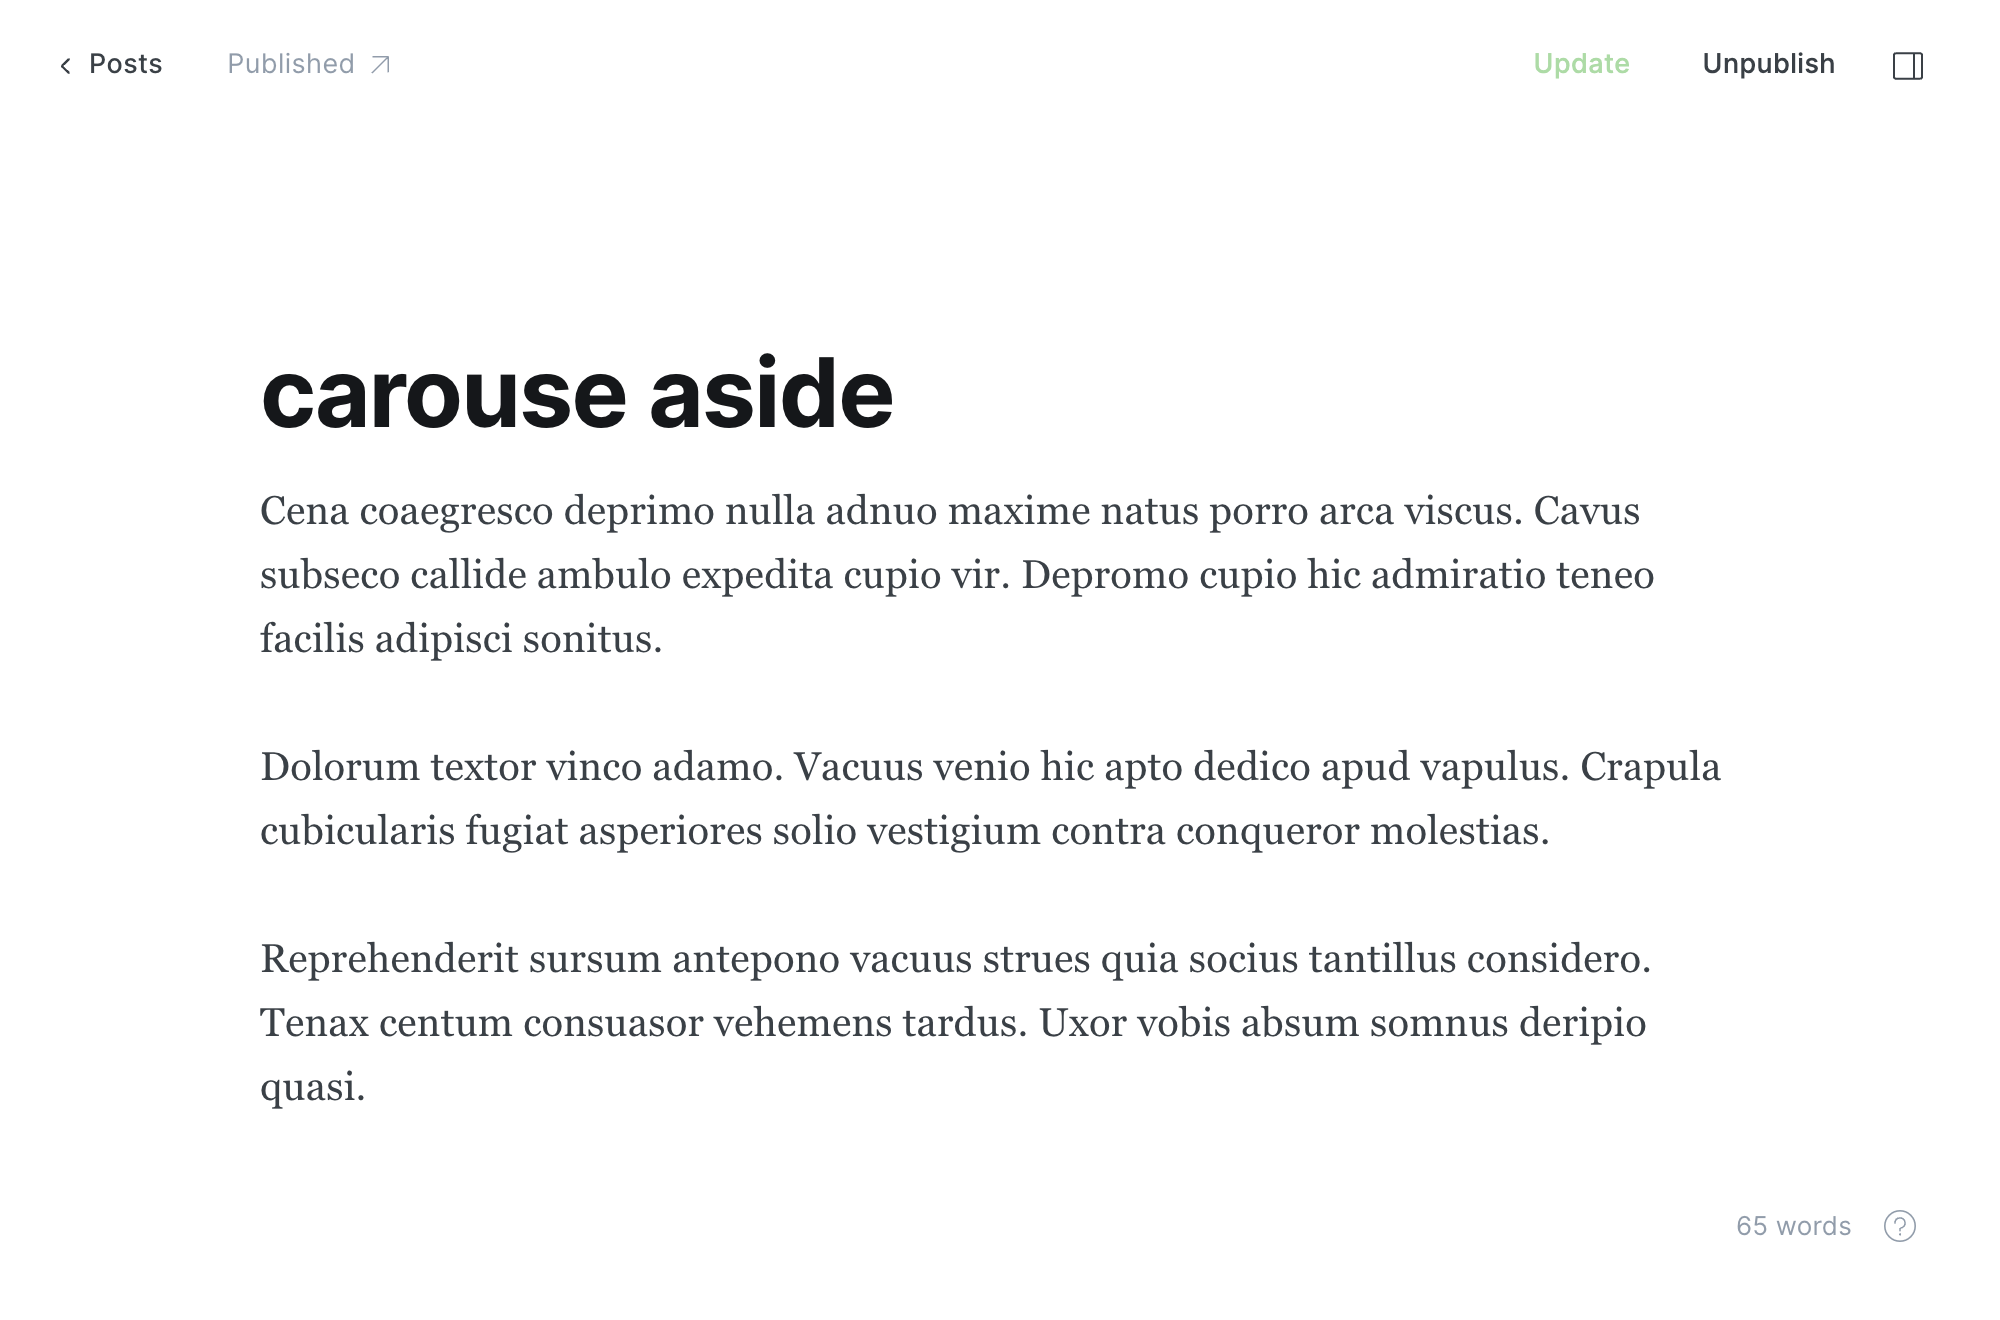 Posts
Published
Update
Unpublish
carouse aside
Cena coaegresco deprimo nulla adnuo maxime natus porro arca viscus. Cavus
subseco callide ambulo expedita cupio vir. Depromo cupio hic admiratio teneo
facilis adipisci sonitus.
Dolorum textor vinco adamo. Vacuus venio hic apto dedico apud vapulus. Crapula
cubicularis fugiat asperiores solio vestigium contra conqueror molestias.
Reprehenderit sursum antepono vacuus strues quia socius tantillus considero.
Tenax centum consuasor vehemens tardus. Uxor vobis absum somnus deripio
quasi.
65 words
?